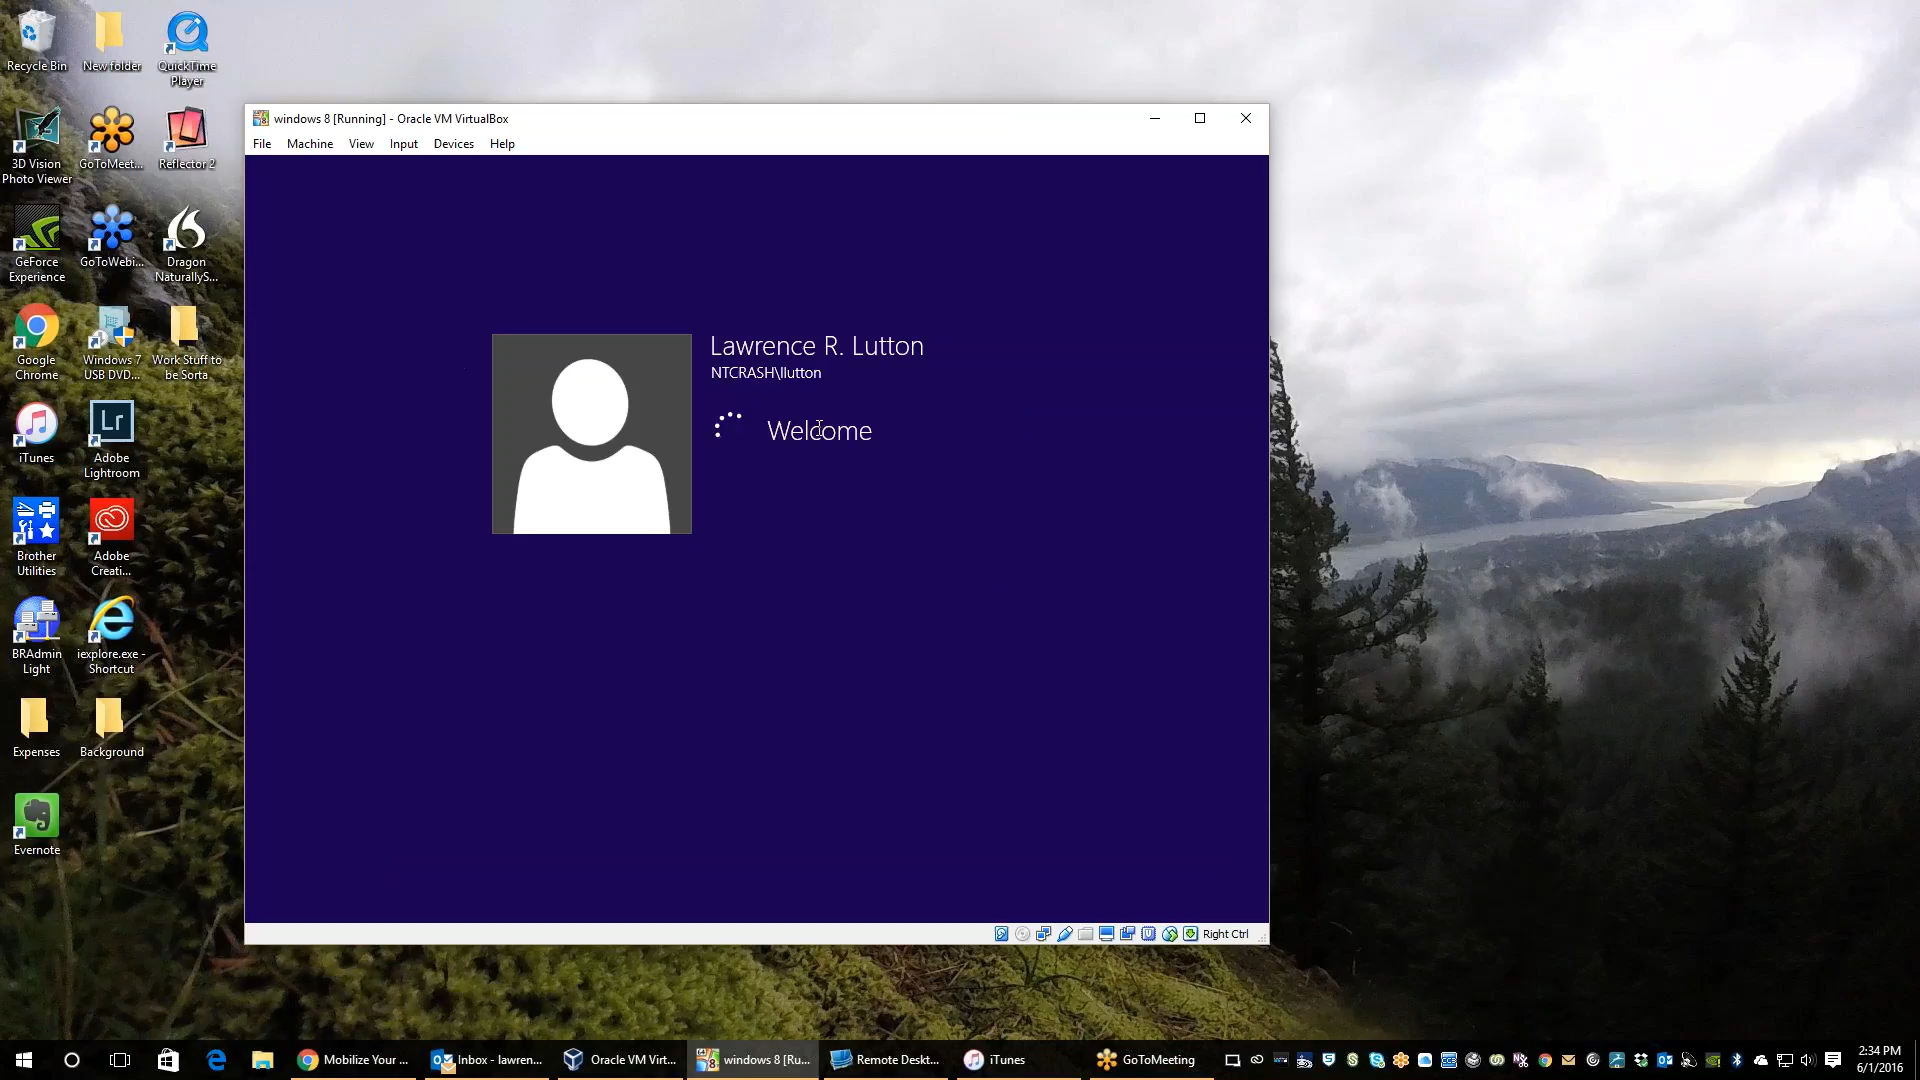 Recycle Bin
New folder
QuickTime
Player
3D Vision
Photo Viewer
GoToMeet...
Reflector 2
GeForce
Experience
GoToWebi...
Dragon
NaturallyS...
Google
Chrome
Windows 7
USB DVD...
Work Stuff to
be Sorta
iTunes
Lr
Adobe
Lightroom
Brother
Utilities
Adobe
Creati...
BRAdmin
Light
iexplore.exe -
Shortcut
Expenses
Background
Evernote
windows 8 [Running] - Oracle VM VirtualBox
File Machine View Input Devices Help
Lawrence R. Lutton
NTCRASH\llutton
Welcome
Right Ctrl
Mobilize Your ...
Inbox - lawren...
Oracle VM Virt...
windows 8 [Ru...
Remote Deskt...
iTunes
GoToMeeting
2:34 PM
6/1/2016